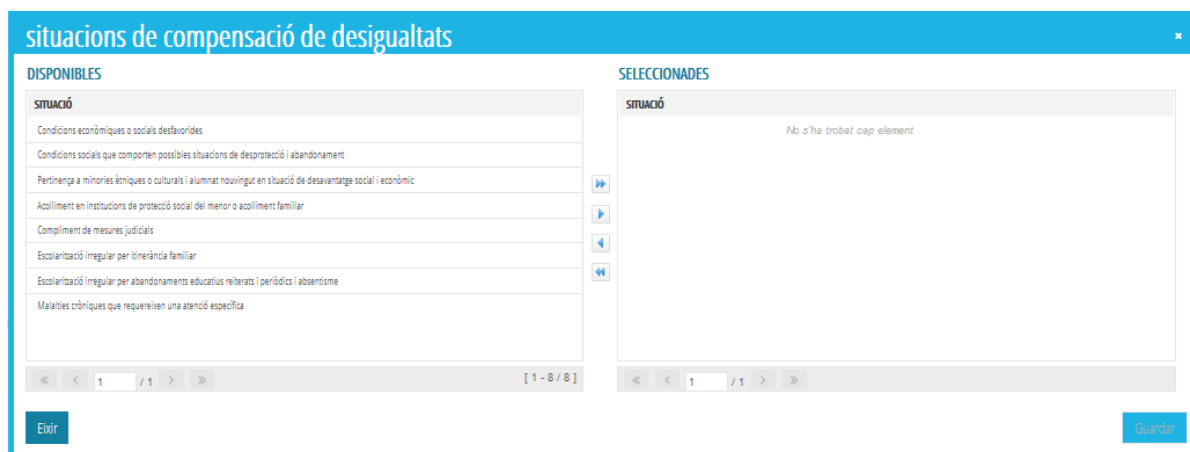 situacions de compensació de desigualtats
DISPONIBLES
SITUACIÓ
Condicions econòmiques o socials desfavorides
Condicions socials que comporten possibles situacions de desprotecció i abandonament
Pertinença a minories ètniques o culturals i alumnat nouvingut en situació de desavantatge social i econòmic
Acolliment en institucions de protecció social del menor o acolliment familiar
Compliment de mesures judicials
Escolarització irregular per itinerància familiar
Escolarització irregular per abandonaments educatius reiterats i periòdics i absentisme
Malalties cròniques que requereixen una atenció específica
1 / 1
[ 1 - 8 / 8 ]
SELECCIONADES
SITUACIÓ
No s'ha trobat cap element
1 / 1
Eixir
Guardar